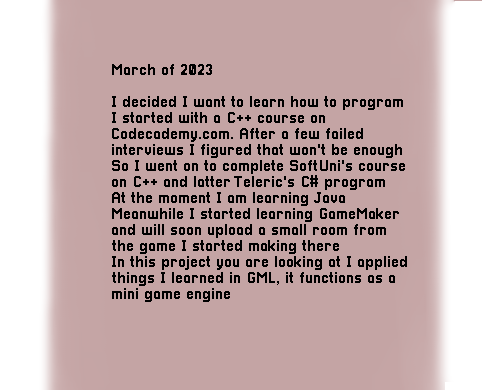 March of 2023
I decided I want to learn how to program
I started with a C++ course on
Codecademy.com. After a few failed
interviews I figured that won't be enough
So I went on to complete SoftUni's course
on C++ and latter Teleric's C# program
At the moment I am learning Java
Meanwhile I started learning GameMaker
and will soon upload a small room from
the game I started making there
In this project you are looking at I applied
things I learned in GML, it functions as a
mini game engine